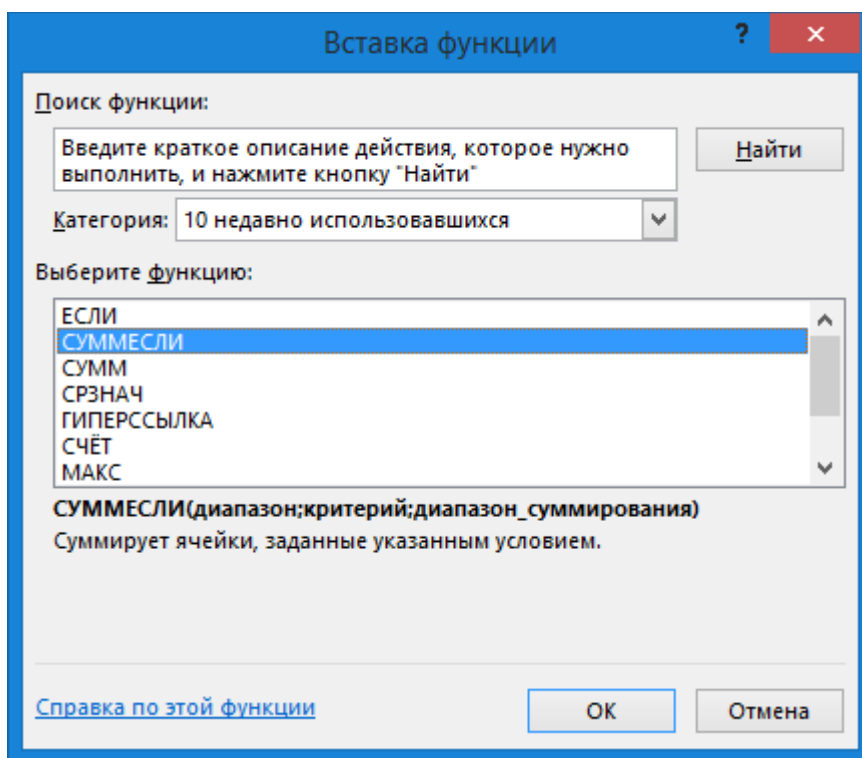 Вставка функции
?
Поиск функции:
Введите краткое описание действия, которое нужно
выполнить, и нажмите кнопку "Найти"
Найти
Категория: 10 недавно использовавшихся
Выберите функцию:
ЕСЛИ
СУММЕСЛИ
СУММ
СРЗНАЧ
ГИПЕРССЫЛКА
СЧЁТ
МАКС
СУММЕСЛИ(диапазон;критерий;диапазон_суммирования)
Суммирует ячейки, заданные указанным условием.
Справка по этой функции
ОК
Отмена